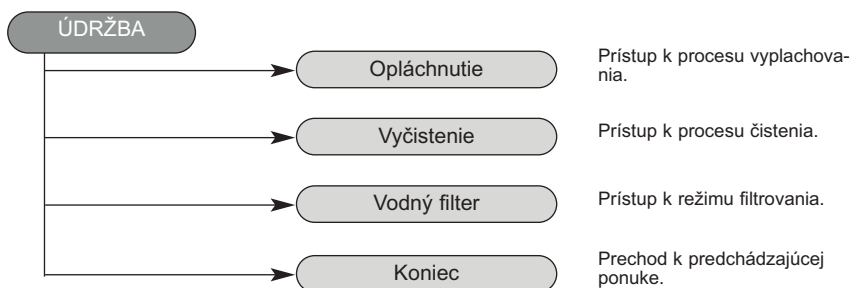 ÚDRŽBA
Opláchnutie
Prístup k procesu vyplachova-
nia.
Vyčistenie
Prístup k procesu čistenia.
Vodný filter
Prístup k režimu filtrovania.
Koniec
Prechod k predchádzajúcej
ponuke.